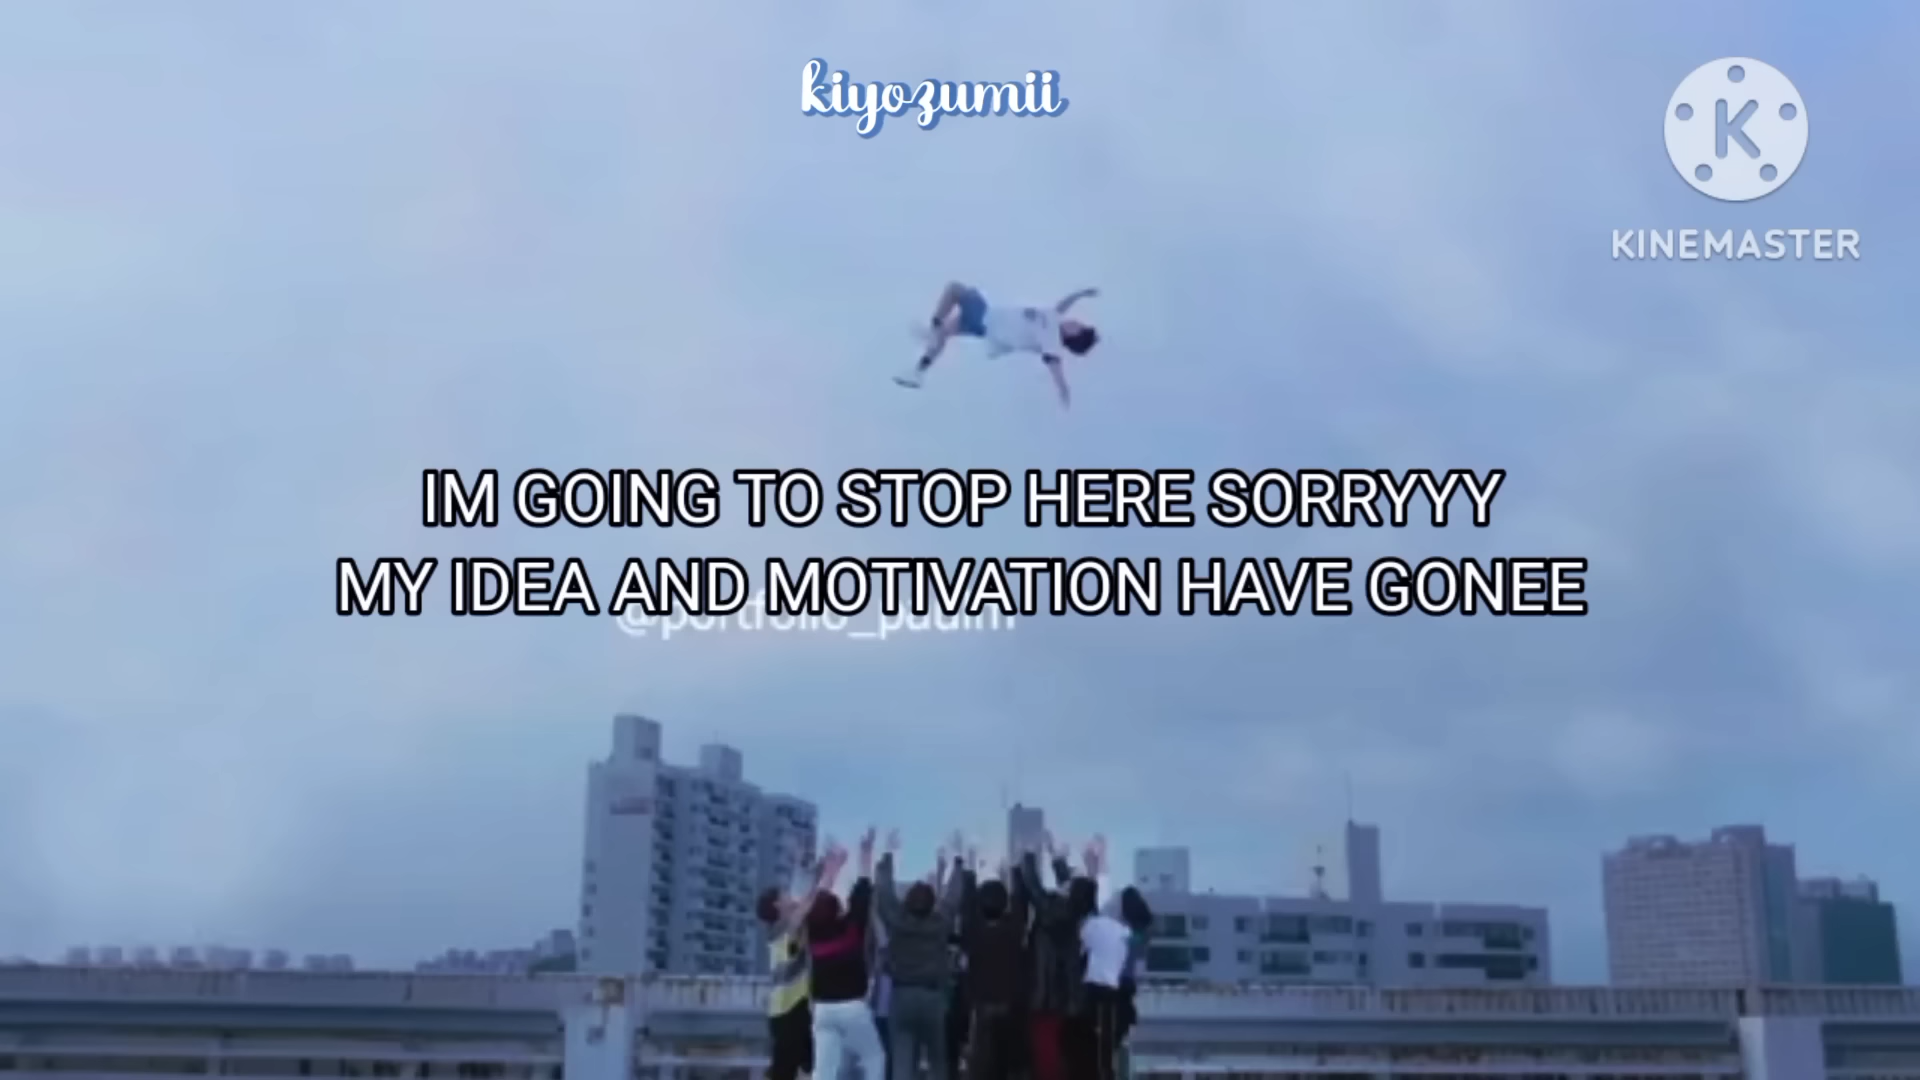 kiyozumii
K
KINEMASTER
IM GOING TO STOP HERE SORRYYY
MY IDEA AND MOTIVATION HAVE GONEE